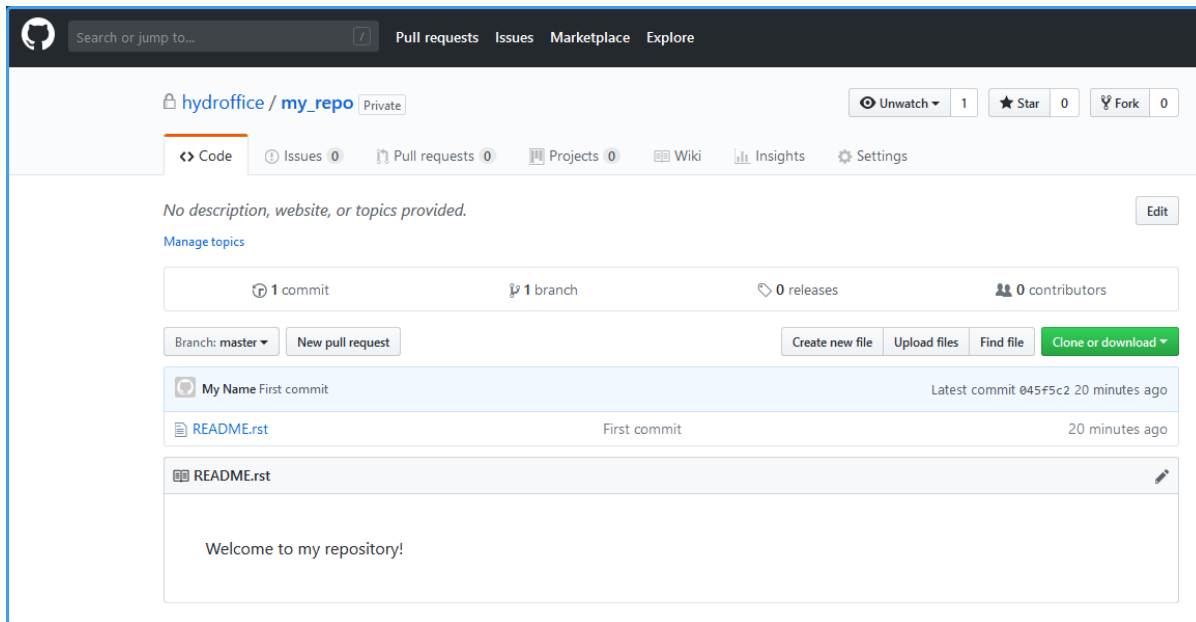 Search or jump to... / Pull requests Issues Marketplace Explore
hydroffice / my_repo Private Unwatch 1 Star 0 Fork 0
Code Issues 0 Pull requests 0 Projects 0 Wiki Insights Settings
No description, website, or topics provided. Edit
Manage topics
1 commit 1 branch 0 releases 0 contributors
Branch: master New pull request Create new file Upload files Find file Clone or download
My Name First commit Latest commit 045f5c2 20 minutes ago
README.rst First commit 20 minutes ago
README.rst
Welcome to my repository!